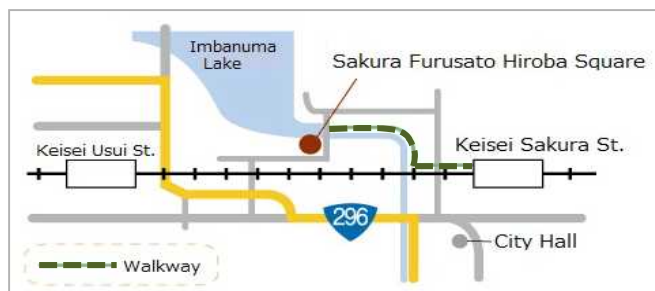 Imbanuma
Lake
Sakura Furusato Hiroba Square
Keisei Usui St.
Keisei Sakura St.
296
City Hall
Walkway